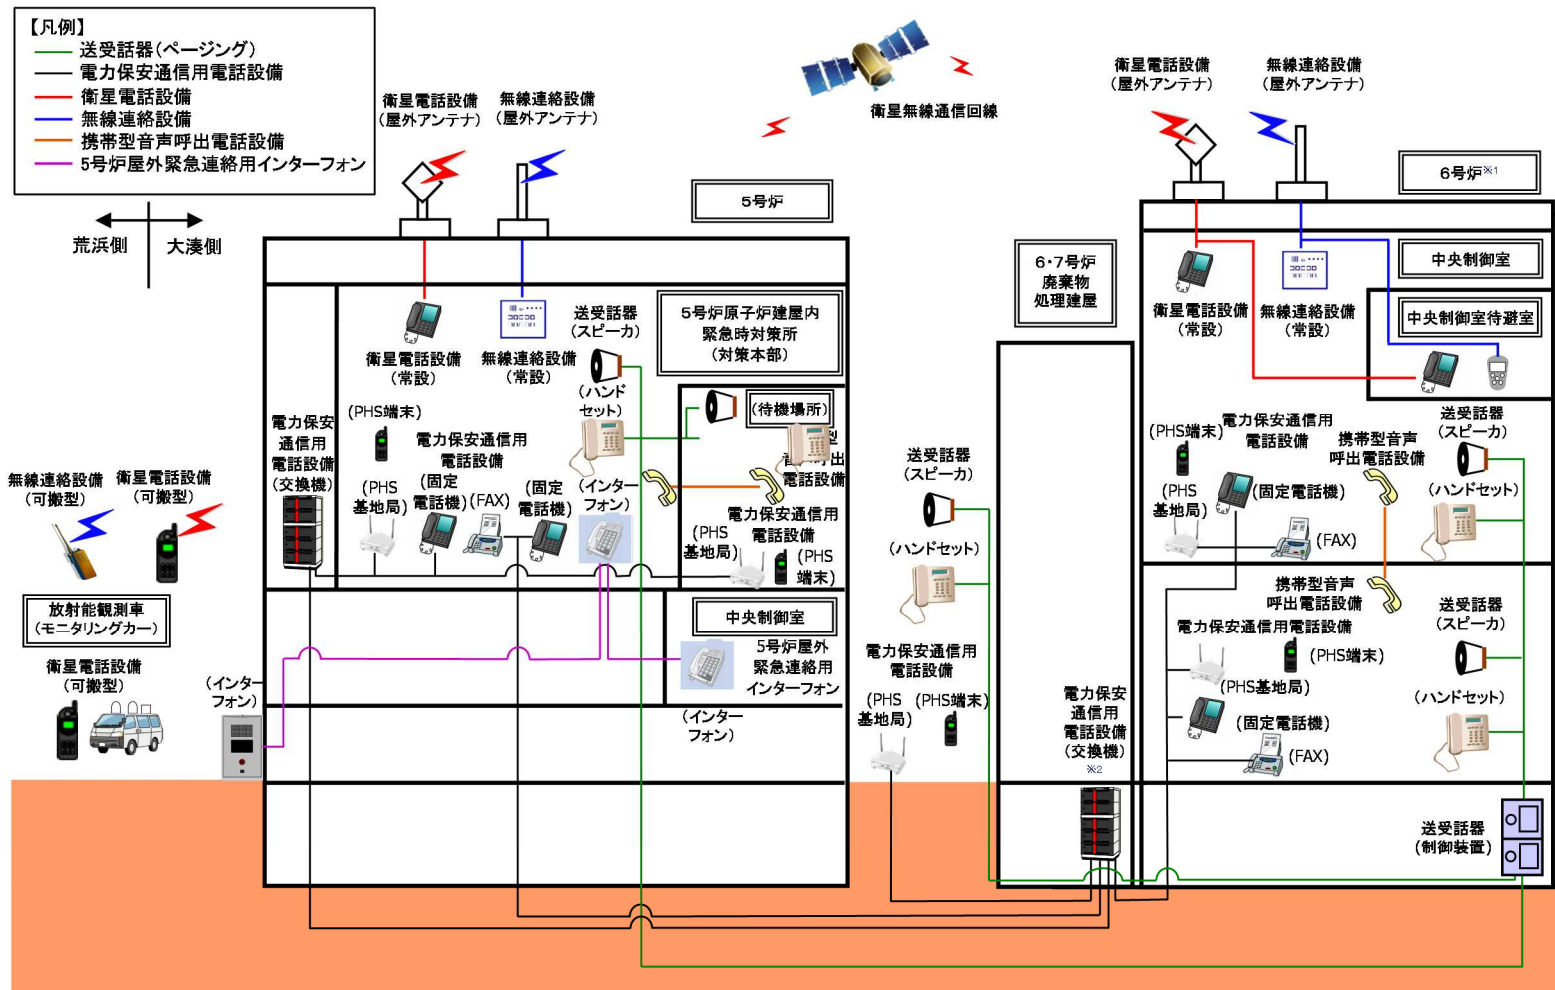 【凡例】
送受話器(ページング)
電力保安通信用電話設備
衛星電話設備
無線連絡設備
携帯型音声呼出電話設備
5号炉屋外緊急連絡用インターフォン
荒浜側
大湊側
衛星電話設備
(屋外アンテナ)
無線連絡設備
(屋外アンテナ)
衛星無線通信回線
5号炉
衛星電話設備
(屋外アンテナ)
無線連絡設備
(屋外アンテナ)
6号炉※1
6・7号炉
廃棄物
処理建屋
中央制御室
中央制御室待避室
衛星電話設備
(常設)
無線連絡設備
(常設)
送受話器
(スピーカ)
5号炉原子炉建屋内
緊急時対策所
(対策本部)
衛星電話設備
(常設)
無線連絡設備
(常設)
(ハンド
セット)
(待機場所)
型
音声呼出
電話設備
電力保安
通信用
電話設備
(交換機)
(PHS端末)
電力保安通信用
電話設備
(PHS
基地局)
(固定
電話機)
(FAX)
(固定
電話機)
(インター
フォン)
電力保安通信用
電話設備
(PHS
基地局)
(PHS
端末)
無線連絡設備
(可搬型)
衛星電話設備
(可搬型)
放射能観測車
(モニタリングカー)
衛星電話設備
(可搬型)
(インター
フォン)
中央制御室
5号炉屋外
緊急連絡用
インターフォン
(インター
フォン)
送受話器
(スピーカ)
(ハンドセット)
電力保安通信用
電話設備
(PHS
基地局)
(PHS端末)
電力保安
通信用
電話設備
(交換機)
※2
(PHS端末)
電力保安通信用
電話設備
(PHS
基地局)
(固定電話機)
(FAX)
携帯型音声
呼出電話設備
送受話器
(スピーカ)
(ハンドセット)
携帯型音声
呼出電話設備
電力保安通信用電話設備
(PHS端末)
(PHS基地局)
(固定電話機)
(FAX)
送受話器
(スピーカ)
(ハンドセット)
送受話器
(制御装置)